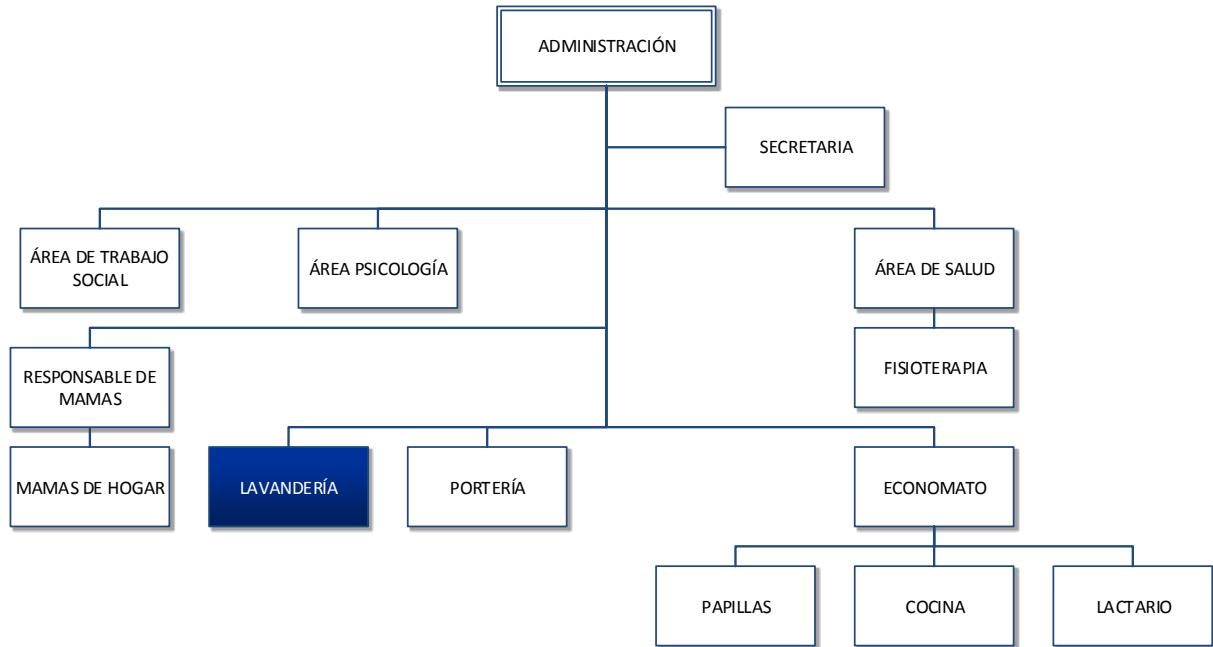 ADMINISTRACIÓN
SECRETARIA
ÁREA DE TRABAJO
SOCIAL
ÁREA PSICOLOGÍA
ÁREA DE SALUD
RESPONSABLE DE
MAMAS
FISIOTERAPIA
MAMAS DE HOGAR
LAVANDERÍA
PORTERÍA
ECONOMATO
PAPILLAS
COCINA
LACTARIO